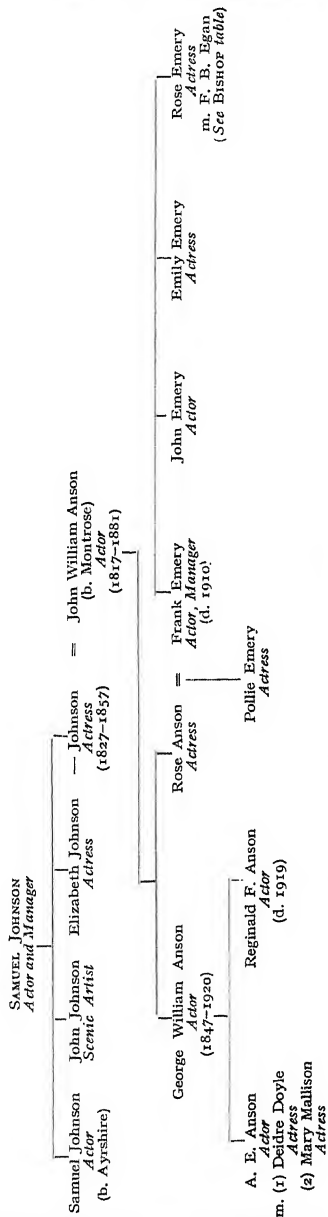 SAMUEL JOHNSON
Actor and Manager
Samuel Johnson
Actor
(b. Ayrshire)
John Johnson
Scenic Artist
Elizabeth Johnson
Actress
— Johnson
Actress
(1827-1857)
=
John William Anson
(b. Montrose)
Actor
(1817-1881)
George William Anson
Actor
(1847-1920)
Rose Anson
Actress
=
Frank Emery
Actor, Manager
(d. 1910)
John Emery
Actor
Emily Emery
Actress
Rose Emery
Actress
m. F. B. Egan
(See BISHOP table)
A. E. Anson
Actor
m. (1) Deidre Doyle
Actress
(2) Mary Mallison
Actress
Reginald F. Anson
Actor
(d. 1919)
Pollie Emery
Actress